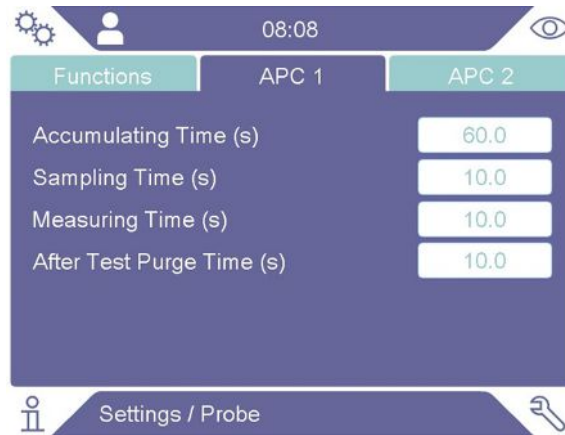 08:08
Functions APC 1 APC 2
Accumulating Time (s) 60.0
Sampling Time (s) 10.0
Measuring Time (s) 10.0
After Test Purge Time (s) 10.0
Settings / Probe